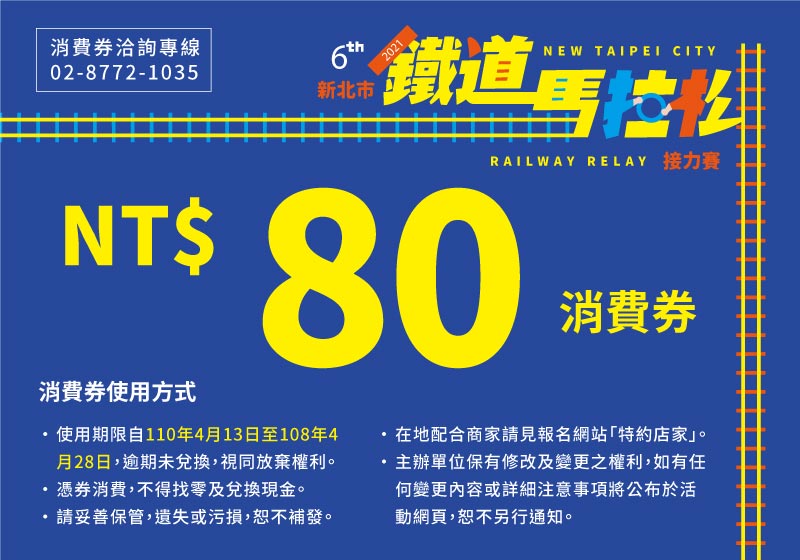 消費券洽詢專線
02-8772-1035
6th
2021
新北市
鐵道
NEW TAIPEI CITY
馬拉松
RAILWAY RELAY 接力賽
NT$ 80 消費券
消費券使用方式
・使用期限自110年4月13日至108年4
月28日,逾期未兌換,視同放棄權利。
・憑券消費,不得找零及兌換現金。
・請妥善保管,遺失或污損,恕不補發。
・在地配合商家請見報名網站「特約店家」。
・主辦單位保有修改及變更之權利,如有任
何變更內容或詳細注意事項將公布於活
動網頁,恕不另行通知。